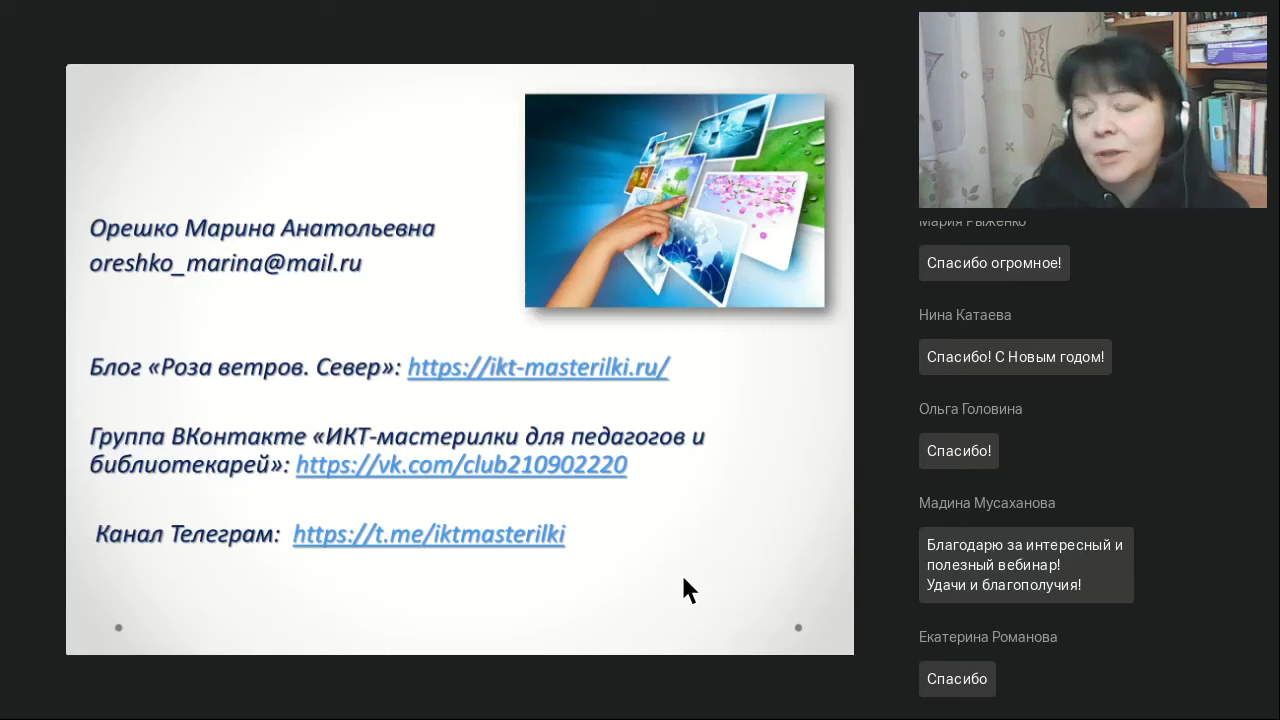 Орешко Марина Анатольевна
oreshko_marina@mail.ru
Блог «Роза ветров. Север»: https://ikt-masterilki.ru/
Группа ВКонтакте «ИКТ-мастерилки для педагогов и
библиотекарей»: https://vk.com/club210902220
Канал Телеграм: https://t.me/iktmasterilki
Мария Рыженко
Спасибо огромное!
Нина Катаева
Спасибо! С Новым годом!
Ольга Головина
Спасибо!
Мадина Мусаханова
Благодарю за интересный и
полезный вебинар!
Удачи и благополучия!
Екатерина Романова
Спасибо